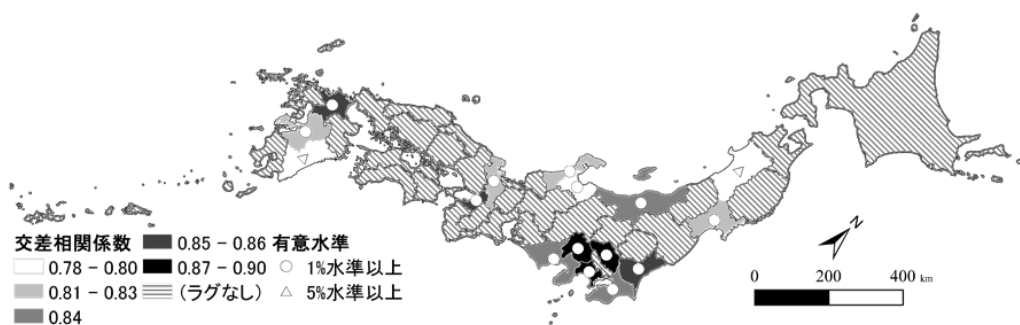 交差相関係数
0.78 - 0.80
0.81 - 0.83
0.84
0.85 - 0.86
0.87 - 0.90
(ラグなし)
有意水準
1%水準以上
5%水準以上
N
0 200 400 km